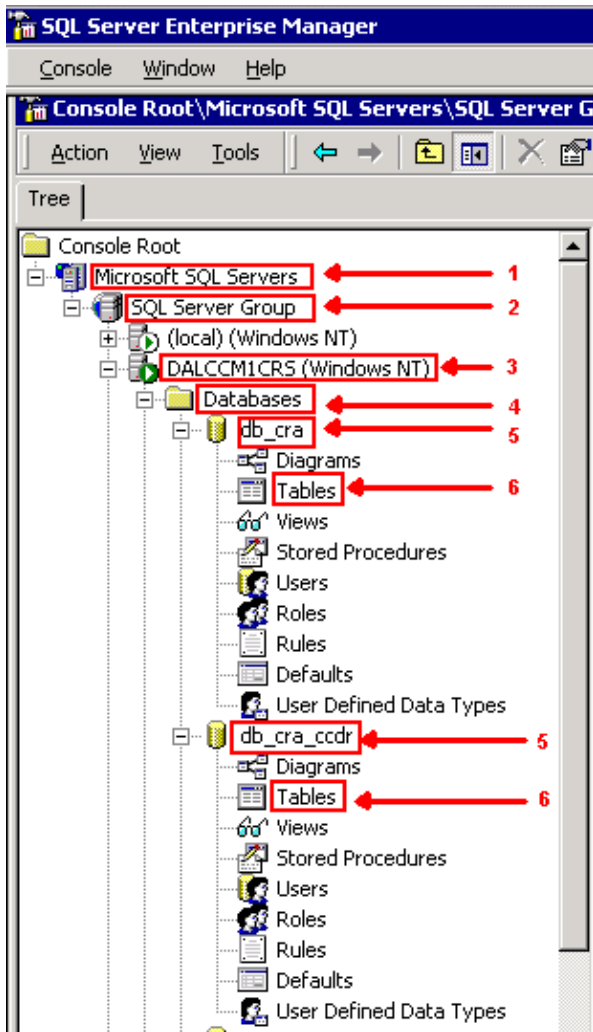 SQL Server Enterprise Manager
Console Window Help
Console Root\Microsoft SQL Servers\SQL Server G
Action View Tools
Tree
Console Root
Microsoft SQL Servers 1
SQL Server Group 2
(local) (Windows NT)
DALCCM1CRS (Windows NT) 3
Databases 4
db_cra 5
Diagrams
Tables 6
Views
Stored Procedures
Users
Roles
Rules
Defaults
User Defined Data Types
db_cra_ccdr 5
Diagrams
Tables 6
Views
Stored Procedures
Users
Roles
Rules
Defaults
User Defined Data Types